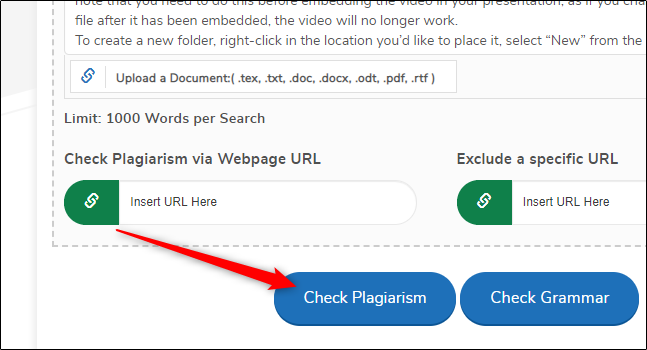 note that you need to do this before embedding the video in your presentation, as if you cha
file after it has been embedded, the video will no longer work.
To create a new folder, right-click in the location you'd like to place it, select “New” from the
Upload a Document:( .tex, .txt, .doc, .docx, .odt, .pdf, .rtf )
Limit: 1000 Words per Search
Check Plagiarism via Webpage URL
Exclude a specific URL
Insert URL Here
Insert URL Here
Check Plagiarism
Check Grammar